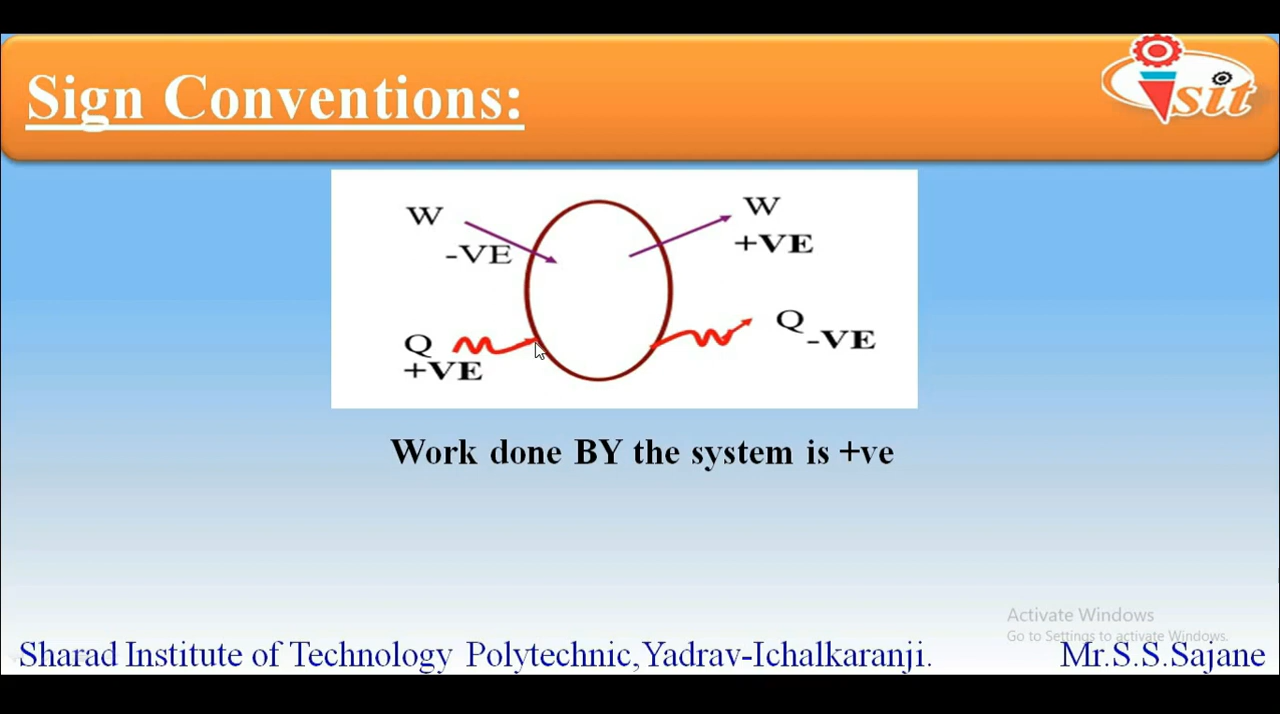 Sign Conventions:
sit
W
-VE
W
+VE
Q
+VE
Q
-VE
Work done BY the system is +ve
Activate Windows
Go to Settings to activate Windows.
Sharad Institute of Technology Polytechnic,Yadrav-Ichalkaranji.
Mr.S.S.Sajane